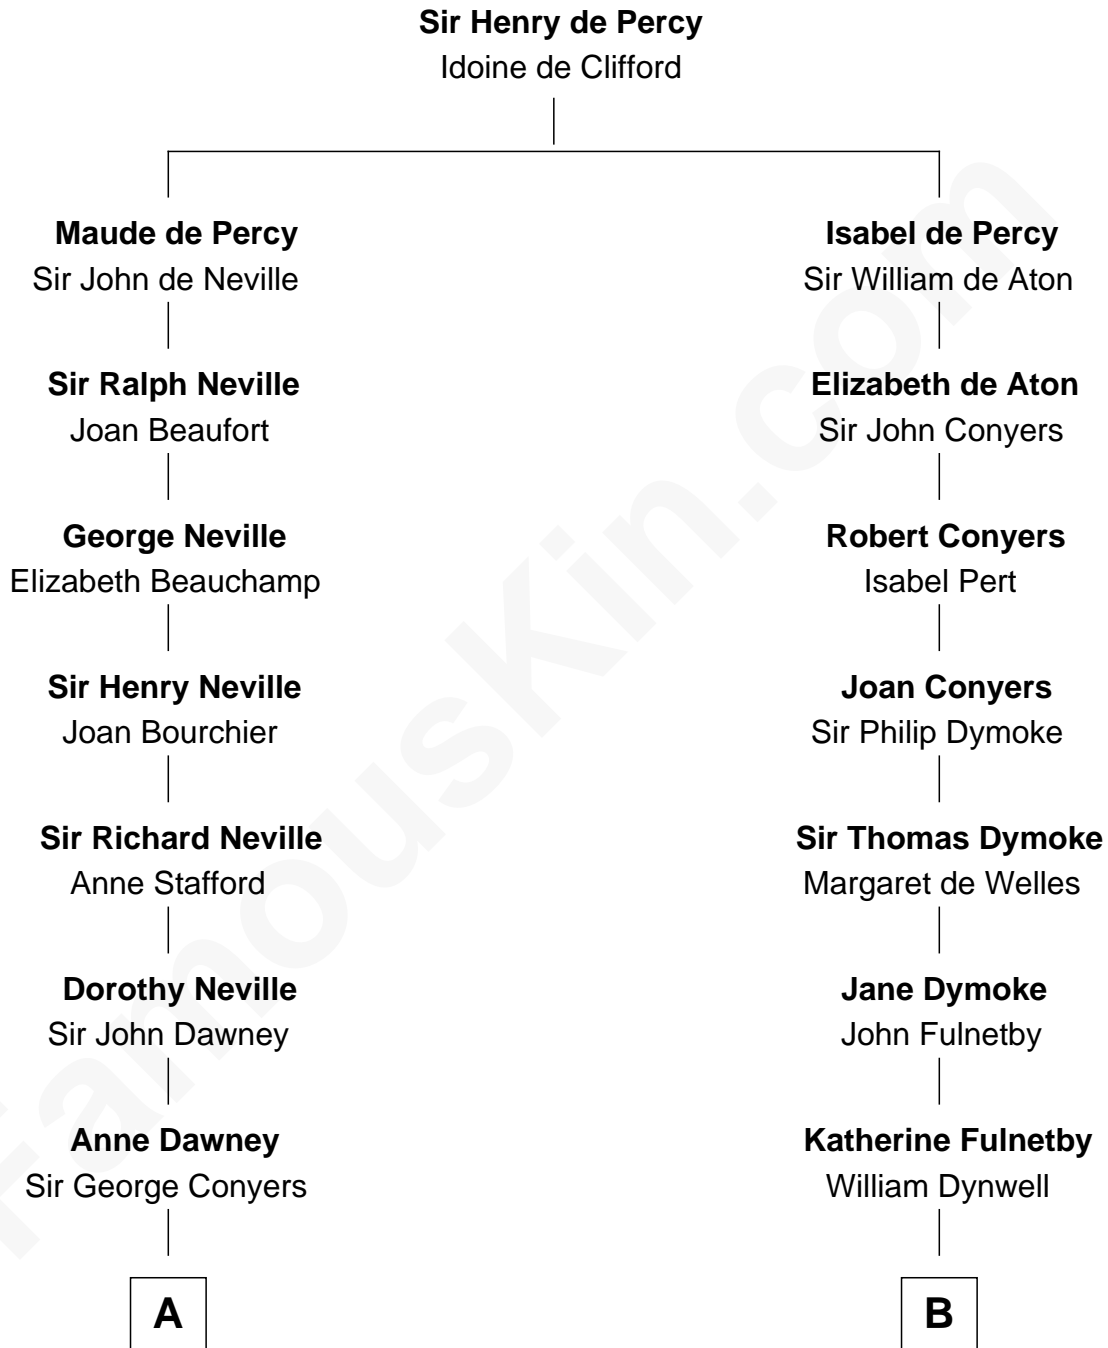 Sir Henry de Percy
Idoine de Clifford
Maude de Percy
Sir John de Neville
Isabel de Percy
Sir William de Aton
Sir Ralph Neville
Joan Beaufort
Elizabeth de Aton
Sir John Conyers
George Neville
Elizabeth Beauchamp
Robert Conyers
Isabel Pert
Sir Henry Neville
Joan Bourchier
Joan Conyers
Sir Philip Dymoke
Sir Richard Neville
Anne Stafford
Sir Thomas Dymoke
Margaret de Welles
Dorothy Neville
Sir John Dawney
Jane Dymoke
John Fulnetby
Anne Dawney
Sir George Conyers
Katherine Fulnetby
William Dynwell
A
B
FamousKin.com